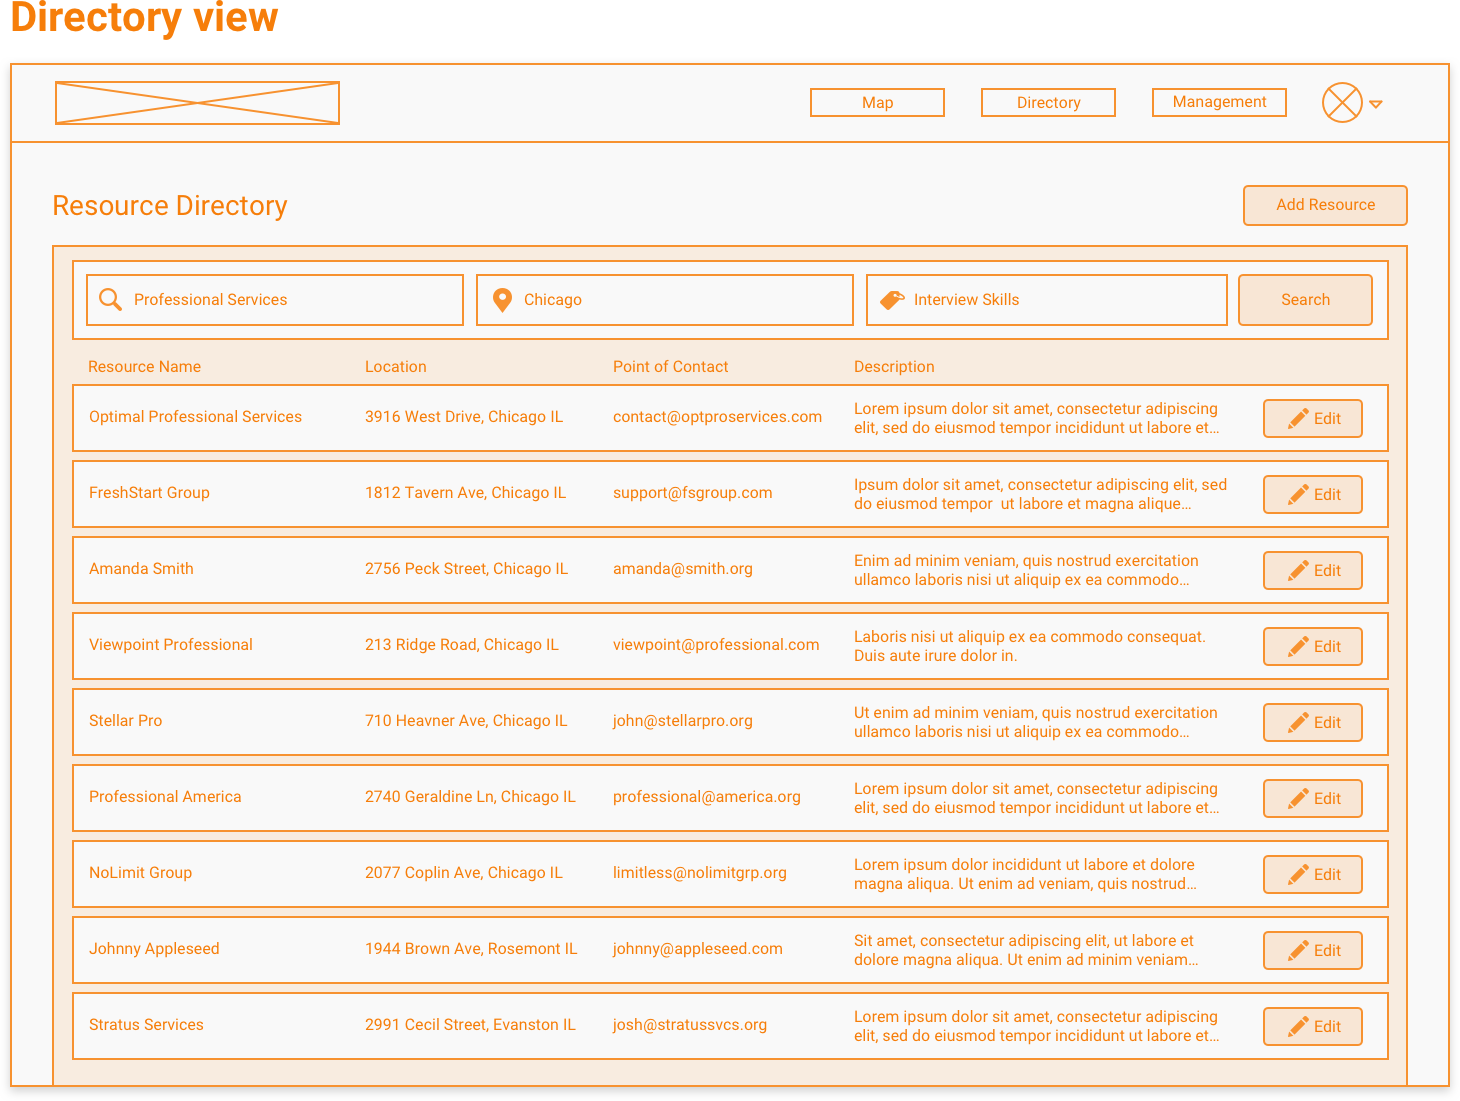 Directory view
Map
Directory
Management
Resource Directory
Add Resource
Professional Services
Chicago
Interview Skills
Search
Resource Name
Location
Point of Contact
Description
Optimal Professional Services
3916 West Drive, Chicago IL
contact@optproservices.com
Lorem ipsum dolor sit amet, consectetur adipiscing
elit, sed do eiusmod tempor incididunt ut labore et...
Edit
FreshStart Group
1812 Tavern Ave, Chicago IL
support@fsgroup.com
Ipsum dolor sit amet, consectetur adipiscing elit, sed
do eiusmod tempor  ut labore et magna alique...
Edit
Amanda Smith
2756 Peck Street, Chicago IL
amanda@smith.org
Enim ad minim veniam, quis nostrud exercitation
ullamco laboris nisi ut aliquip ex ea commodo...
Edit
Viewpoint Professional
213 Ridge Road, Chicago IL
viewpoint@professional.com
Laboris nisi ut aliquip ex ea commodo consequat.
Duis aute irure dolor in.
Edit
Stellar Pro
710 Heavner Ave, Chicago IL
john@stellarpro.org
Ut enim ad minim veniam, quis nostrud exercitation
ullamco laboris nisi ut aliquip ex ea commodo...
Edit
Professional America
2740 Geraldine Ln, Chicago IL
professional@america.org
Lorem ipsum dolor sit amet, consectetur adipiscing
elit, sed do eiusmod tempor incididunt ut labore et...
Edit
NoLimit Group
2077 Coplin Ave, Chicago IL
limitless@nolimitgrp.org
Lorem ipsum dolor incididunt ut labore et dolore
magna aliqua. Ut enim ad veniam, quis nostrud...
Edit
Johnny Appleseed
1944 Brown Ave, Rosemont IL
johnny@appleseed.com
Sit amet, consectetur adipiscing elit, ut labore et
dolore magna aliqua. Ut enim ad minim veniam...
Edit
Stratus Services
2991 Cecil Street, Evanston IL
josh@stratussvcs.org
Lorem ipsum dolor sit amet, consectetur adipiscing
elit, sed do eiusmod tempor incididunt ut labore et...
Edit